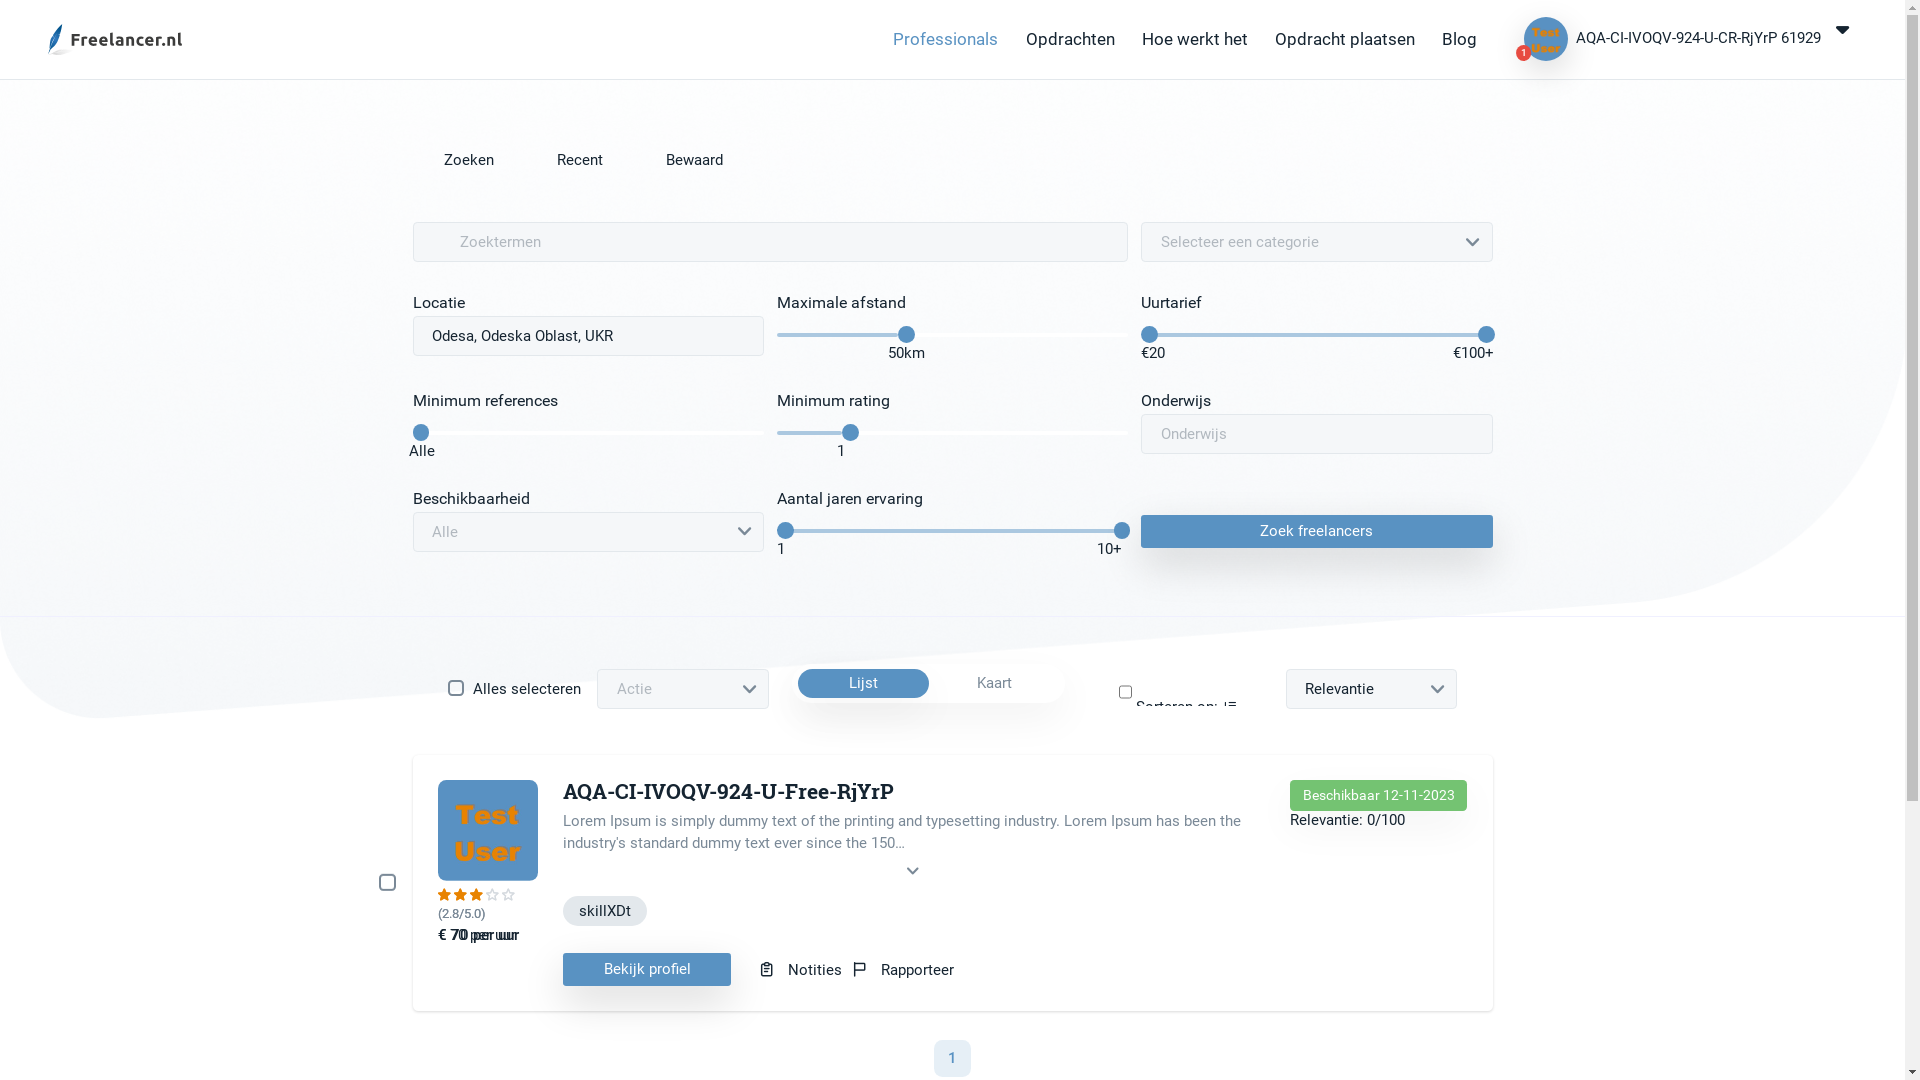 Freelancer.nl
Professionals
Opdrachten
Hoe werkt het
Opdracht plaatsen
Blog
Test
User
1
AQA-CI-IVOQV-924-U-CR-RjYrP 61929
Zoeken
Recent
Bewaard
Zoektermen
Selecteer een categorie
Locatie
Maximale afstand
Uurtarief
Odesa, Odeska Oblast, UKR
50km
€20
€100+
Minimum references
Minimum rating
Onderwijs
Alle
1
Onderwijs
Beschikbaarheid
Aantal jaren ervaring
Alle
1
10+
Zoek freelancers
Alles selecteren
Actie
Lijst
Kaart
Sorteren op:
Relevantie
Test
User
AQA-CI-IVOQV-924-U-Free-RjYrP
Beschikbaar 12-11-2023
Lorem Ipsum is simply dummy text of the printing and typesetting industry. Lorem Ipsum has been the
industry's standard dummy text ever since the 150...
Relevantie: 0/100
(2.8/5.0)
€ 70 per uur
skillXDt
Bekijk profiel
Notities
Rapporteer
1